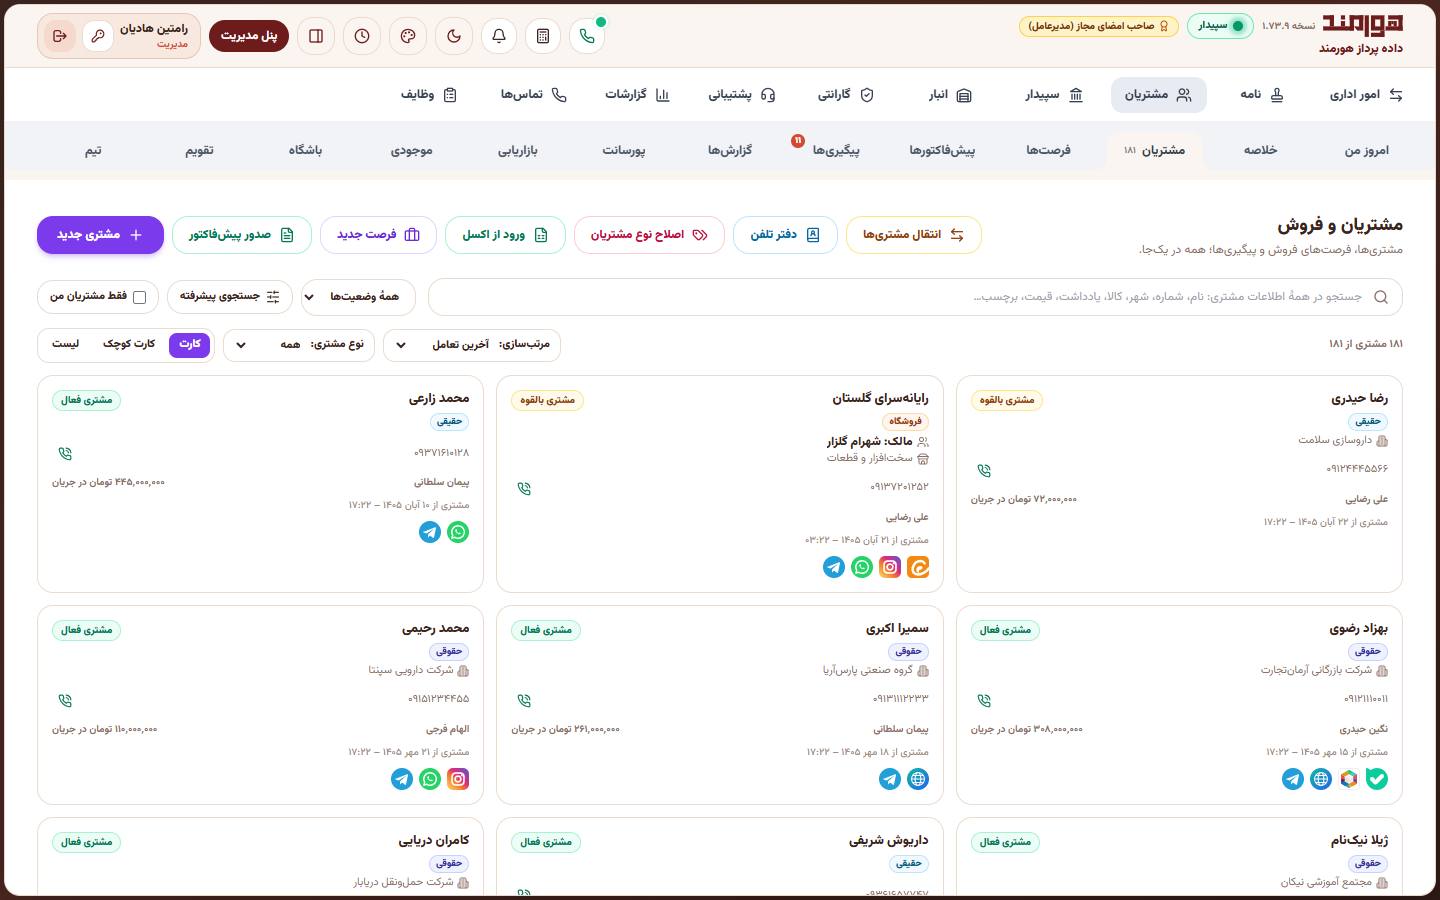 هورمند
نسخه ۱.۷۳.۹
سپیدار
صاحب امضای مجاز (مدیرعامل)
داده پرداز هورمند
پنل مدیریت
رامتین هادیان
مدیریت
امور اداری
نامه
مشتریان
سپیدار
انبار
گارانتی
پشتیبانی
گزارشات
تماس‌ها
وظایف
امروز من
خلاصه
مشتریان ۱۸۱
فرصت‌ها
پیش‌فاکتورها
پیگیری‌ها ۱۱
گزارش‌ها
پورسانت
بازاریابی
موجودی
باشگاه
تقویم
تیم
مشتریان و فروش
مشتری‌ها، فرصت‌های فروش و پیگیری‌ها؛ همه در یک‌جا.
انتقال مشتری‌ها
دفتر تلفن
اصلاح نوع مشتریان
ورود از اکسل
فرصت جدید
صدور پیش‌فاکتور
مشتری جدید
جستجو در همهٔ اطلاعات مشتری: نام، شماره، شهر، کالا، یادداشت، قیمت، برچسب…
همهٔ وضعیت‌ها
جستجوی پیشرفته
فقط مشتریان من
۱۸۱ مشتری از ۱۸۱
مرتب‌سازی: آخرین تعامل
نوع مشتری: همه
کارت
کارت کوچک
لیست
رضا حیدری
مشتری بالقوه
حقیقی
داروسازی سلامت
۰۹۱۲۴۴۴۵۵۶۶
علی رضایی
۷۲,۰۰۰,۰۰۰ تومان در جریان
مشتری از ۲۲ آبان ۱۴۰۵ – ۱۷:۲۲
رایانه‌سرای گلستان
مشتری بالقوه
فروشگاه
مالک: شهرام گلزار
سخت‌افزار و قطعات
۰۹۱۳۷۲۰۱۲۵۲
علی رضایی
مشتری از ۲۱ آبان ۱۴۰۵ – ۰۳:۲۲
محمد زارعی
مشتری فعال
حقیقی
۰۹۳۷۱۶۱۰۱۲۸
پیمان سلطانی
۴۴۵,۰۰۰,۰۰۰ تومان در جریان
مشتری از ۱۰ آبان ۱۴۰۵ – ۱۷:۲۲
بهزاد رضوی
مشتری فعال
حقوقی
شرکت بازرگانی آرمان‌تجارت
۰۹۱۲۱۱۱۰۰۱۱
نگین حیدری
۳۰۸,۰۰۰,۰۰۰ تومان در جریان
مشتری از ۱۵ مهر ۱۴۰۵ – ۱۷:۲۲
سمیرا اکبری
مشتری فعال
حقوقی
گروه صنعتی پارس‌آریا
۰۹۱۳۱۱۱۲۲۳۳
پیمان سلطانی
۲۶۱,۰۰۰,۰۰۰ تومان در جریان
مشتری از ۱۸ مهر ۱۴۰۵ – ۱۷:۲۲
محمد رحیمی
مشتری فعال
حقوقی
شرکت دارویی سپنتا
۰۹۱۵۱۲۳۴۴۵۵
الهام فرجی
۱۱۰,۰۰۰,۰۰۰ تومان در جریان
مشتری از ۲۱ مهر ۱۴۰۵ – ۱۷:۲۲
ژیلا نیک‌نام
مشتری فعال
حقوقی
مجتمع آموزشی نیکان
داریوش شریفی
مشتری فعال
حقیقی
کامران دریایی
مشتری فعال
حقوقی
شرکت حمل‌ونقل دریابار